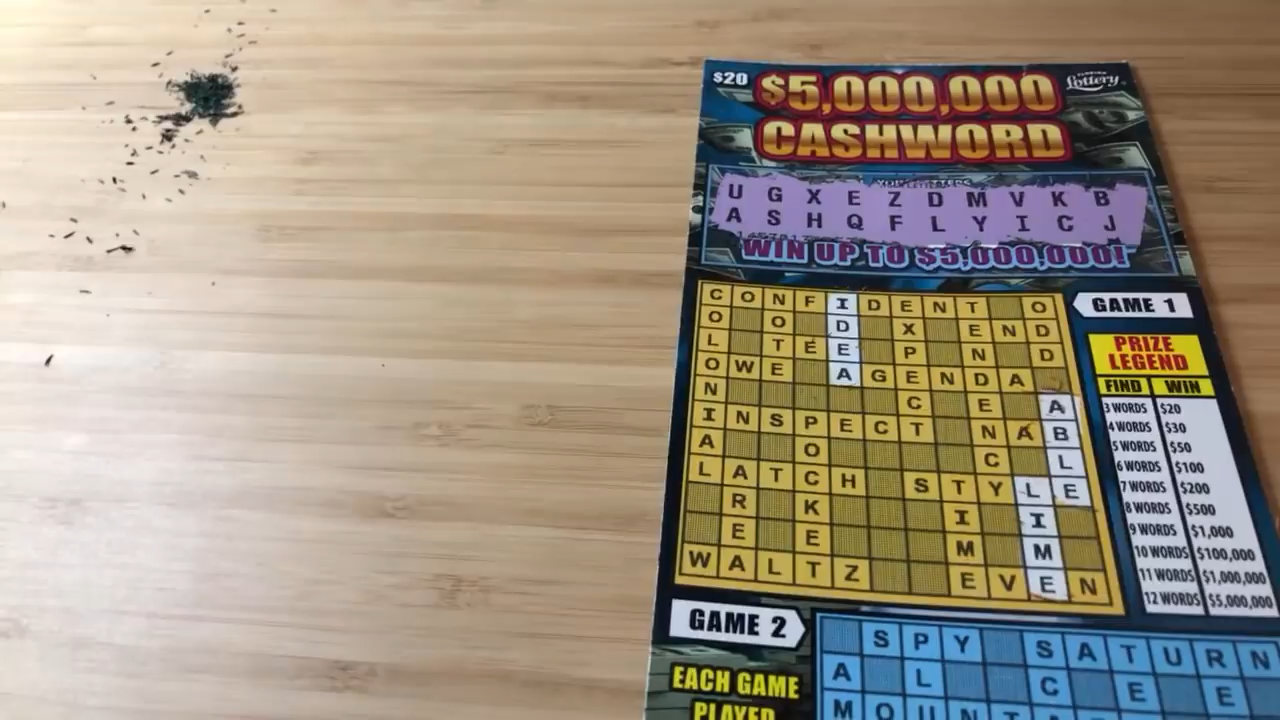 $20
$5,000,000
Lottery
CASHWORD
U G X E Z D M V K B
A S H Q F L Y I C J
WIN UP TO $5,000,000!
GAME 1
C O N F I D E N T O
O O D X E N D D
L T E E P N D
O W E A G E N D A
N C E A
I N S P E C T N A B
A O C L
L A T C H S T Y L E
R K I I
E E M M
W A L T Z E V E N
PRIZE
LEGEND
FIND WIN
3 WORDS $20
4 WORDS $30
5 WORDS $50
6 WORDS $100
7 WORDS $200
8 WORDS $500
9 WORDS $1,000
10 WORDS $100,000
11 WORDS $1,000,000
12 WORDS $5,000,000
GAME 2
S P Y S A T U R N
A L C E E
M O U N T
EACH GAME
PLAYED